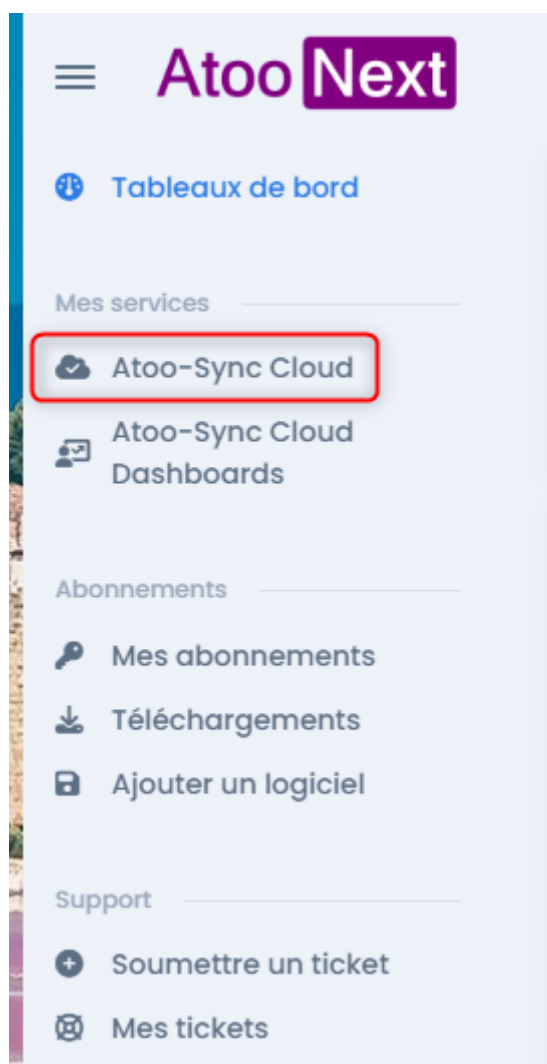 Atoo Next
Tableaux de bord
Mes services
Atoo-Sync Cloud
Atoo-Sync Cloud
Dashboards
Abonnements
Mes abonnements
Téléchargements
Ajouter un logiciel
Support
Soumettre un ticket
Mes tickets